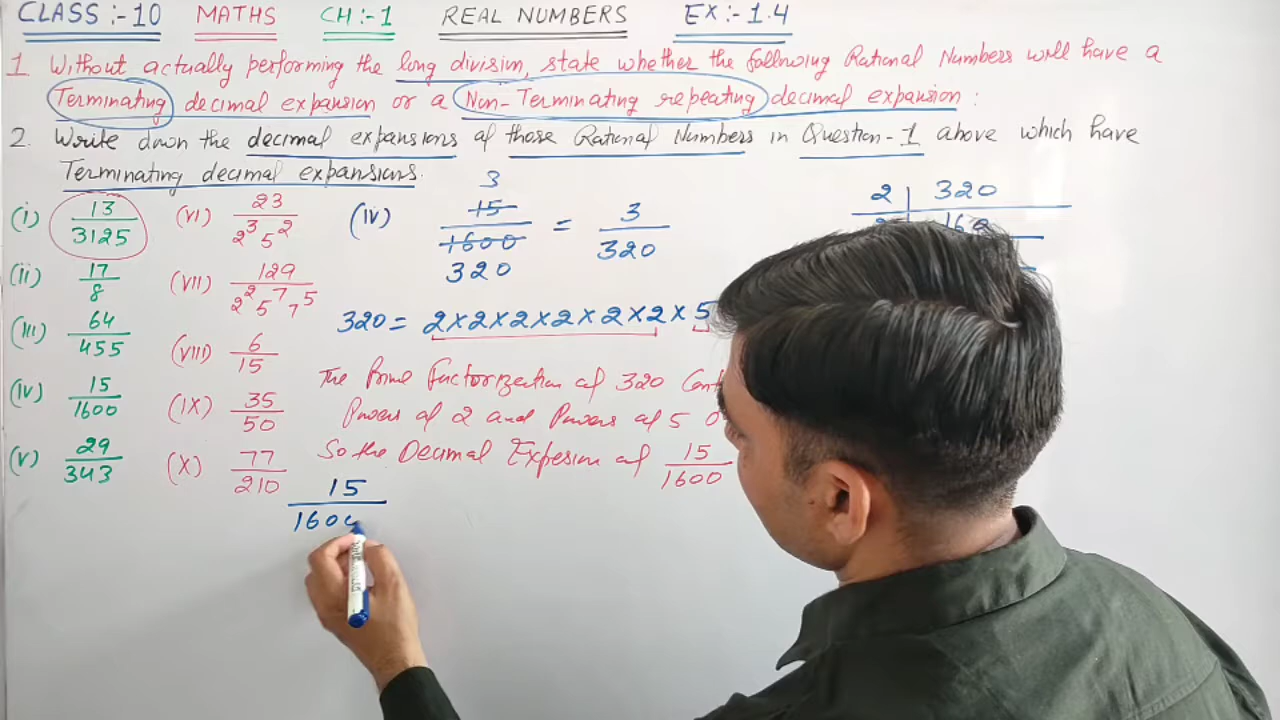 CLASS :- 10 MATHS CH :- 1 REAL NUMBERS EX :- 1.4
1. Without actually performing the long division, state whether the following Rational Numbers will have a
Terminating decimal expansion or a Non-Terminating repeating decimal expansion :
2. Write down the decimal expansions of those Rational Numbers in Question-1 above which have
Terminating decimal expansions.
(i) 13/3125 (VI) 23/2^3 5^2
(ii) 17/8 (VII) 129/2^2 5^7 7^5
(III) 64/455 (VIII) 6/15
(IV) 15/1600 (IX) 35/50
(V) 29/343 (X) 77/210
(IV) 15/1600 = 3/320
3
320
2 | 320
160
320 = 2×2×2×2×2×2×5
The Prime Factorization of 320
Powers of 2 and Powers of 5
So the Decimal Expesion of 15/1600
15/1600